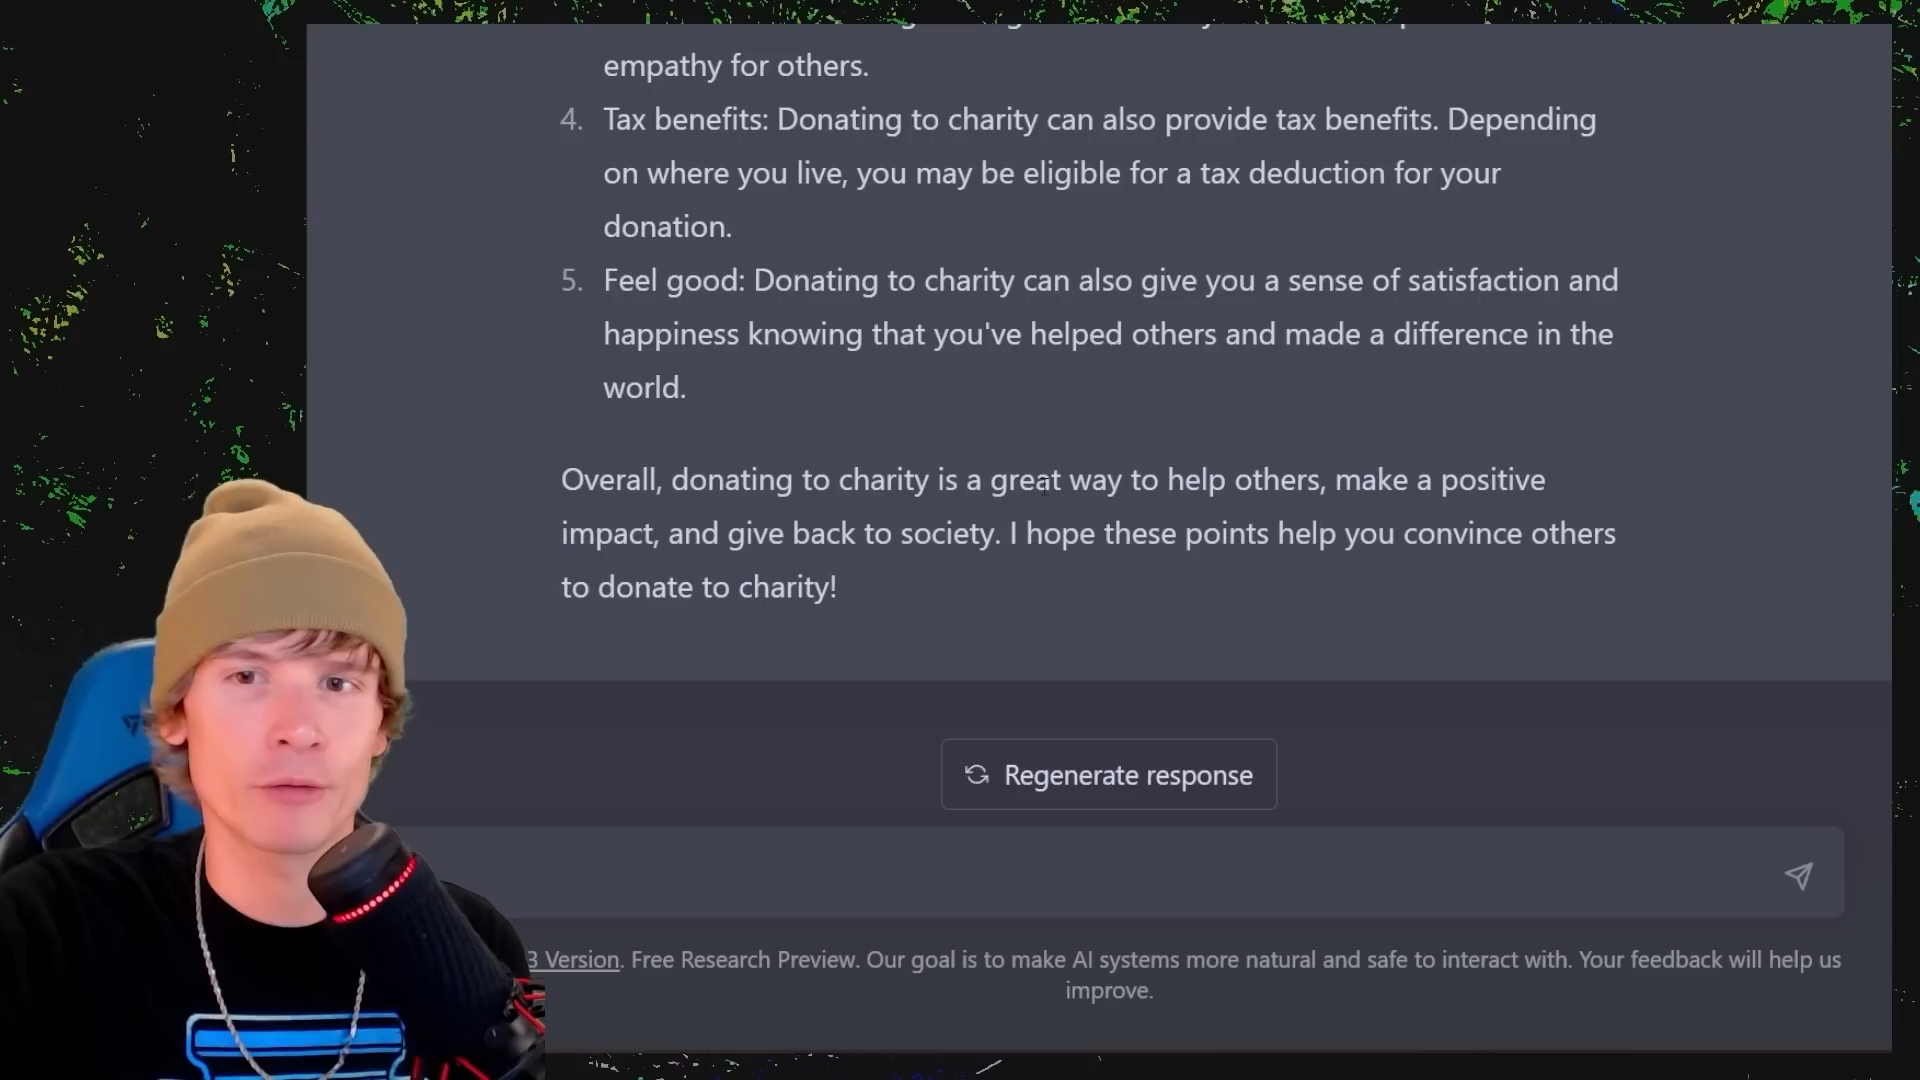 empathy for others.
4. Tax benefits: Donating to charity can also provide tax benefits. Depending
on where you live, you may be eligible for a tax deduction for your
donation.
5. Feel good: Donating to charity can also give you a sense of satisfaction and
happiness knowing that you've helped others and made a difference in the
world.
Overall, donating to charity is a great way to help others, make a positive
impact, and give back to society. I hope these points help you convince others
to donate to charity!
Regenerate response
3 Version. Free Research Preview. Our goal is to make AI systems more natural and safe to interact with. Your feedback will help us
improve.